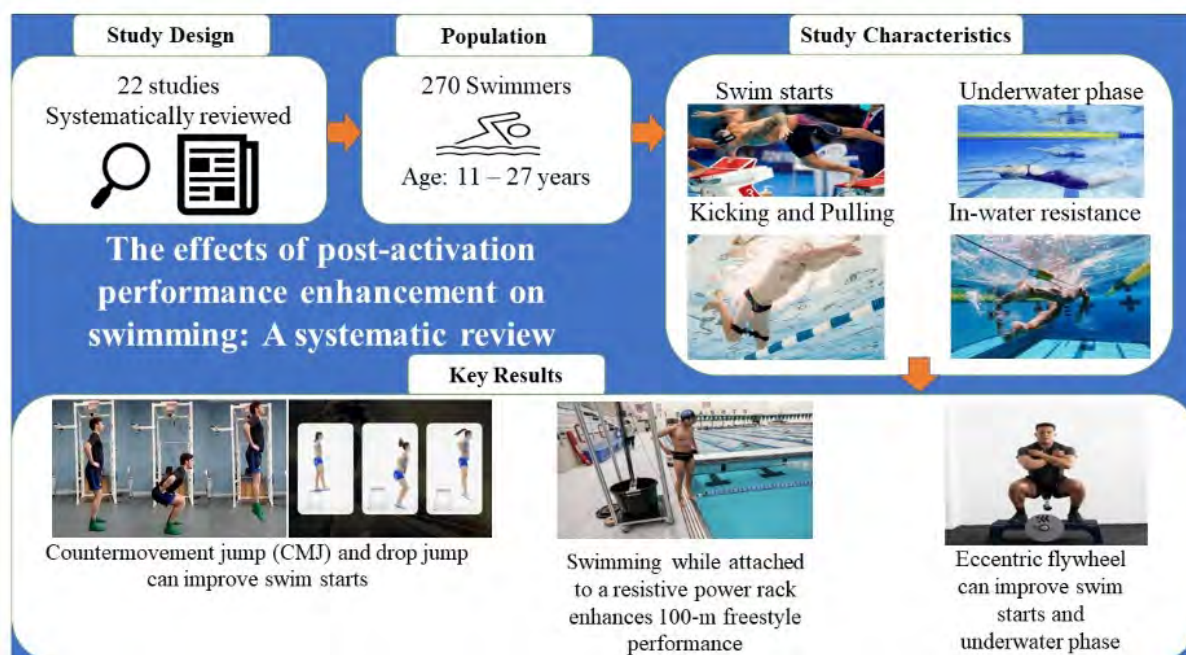 Study Design
22 studies
Systematically reviewed
Population
270 Swimmers
Age: 11 – 27 years
Study Characteristics
Swim starts
Underwater phase
Kicking and Pulling
In-water resistance
The effects of post-activation
performance enhancement on
swimming: A systematic review
Key Results
Countermovement jump (CMJ) and drop jump
can improve swim starts
Swimming while attached
to a resistive power rack
enhances 100-m freestyle
performance
Eccentric flywheel
can improve swim
starts and
underwater phase